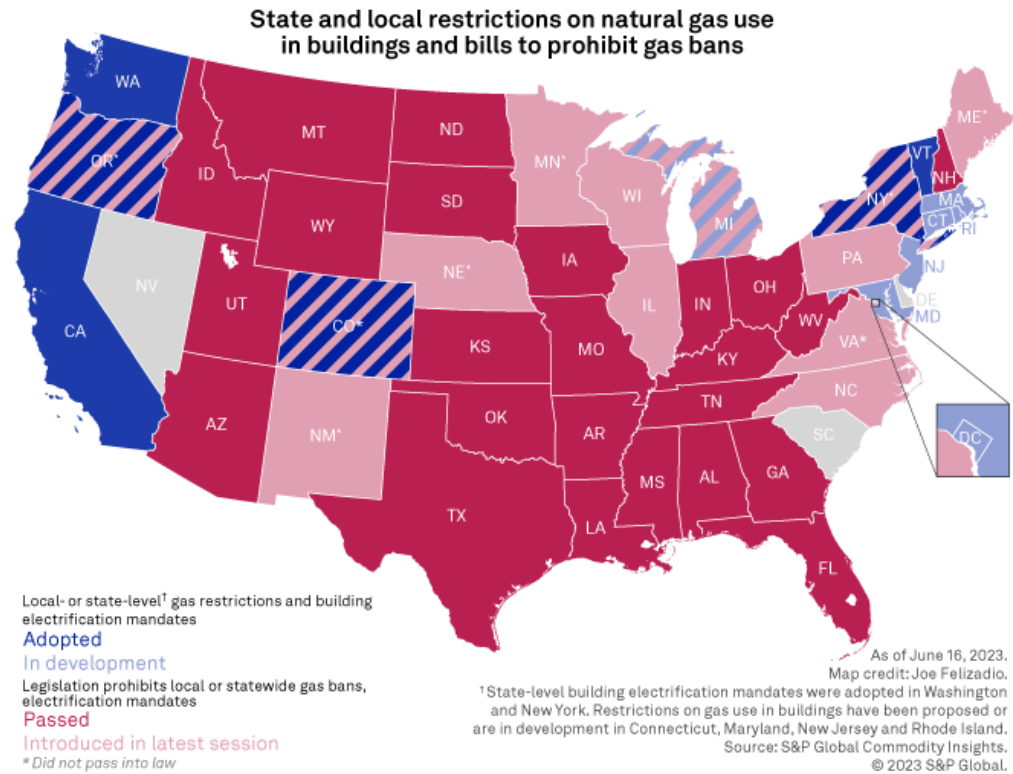 State and local restrictions on natural gas use
in buildings and bills to prohibit gas bans
WA
OR*
CA
NV
ID
MT
WY
UT
CO*
AZ
NM*
ND
SD
NE*
KS
OK
TX
MN*
IA
MO
AR
LA
WI
IL
MI
IN
OH
KY
TN
MS
AL
GA
FL
SC
NC
VA*
WV
PA
NY*
VT
NH
ME*
MA
CT
RI
NJ
DE
MD
DC
Local- or state-level† gas restrictions and building
electrification mandates
Adopted
In development
Legislation prohibits local or statewide gas bans,
electrification mandates
Passed
Introduced in latest session
* Did not pass into law
As of June 16, 2023.
Map credit: Joe Felizadio.
†State-level building electrification mandates were adopted in Washington
and New York. Restrictions on gas use in buildings have been proposed or
are in development in Connecticut, Maryland, New Jersey and Rhode Island.
Source: S&P Global Commodity Insights.
© 2023 S&P Global.